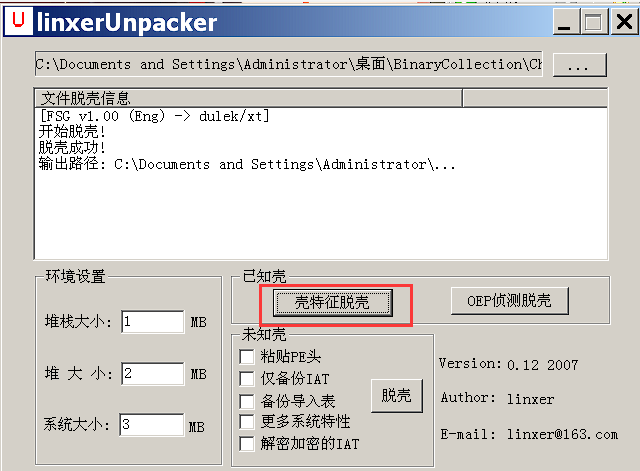 U linxerUnpacker
C:\Documents and Settings\Administrator\桌面\BinaryCollection\Ch
...
文件脱壳信息
[FSG v1.00 (Eng) -> dulek/xt]
开始脱壳!
脱壳成功!
输出路径: C:\Documents and Settings\Administrator\...
环境设置
堆栈大小: 1 MB
堆 大 小: 2 MB
系统大小: 3 MB
已知壳
壳特征脱壳
OEP侦测脱壳
未知壳
粘贴PE头
仅备份IAT
备份导入表
更多系统特性
解密加密的IAT
脱壳
Version: 0.12 2007
Author: linxer
E-mail: linxer@163.com